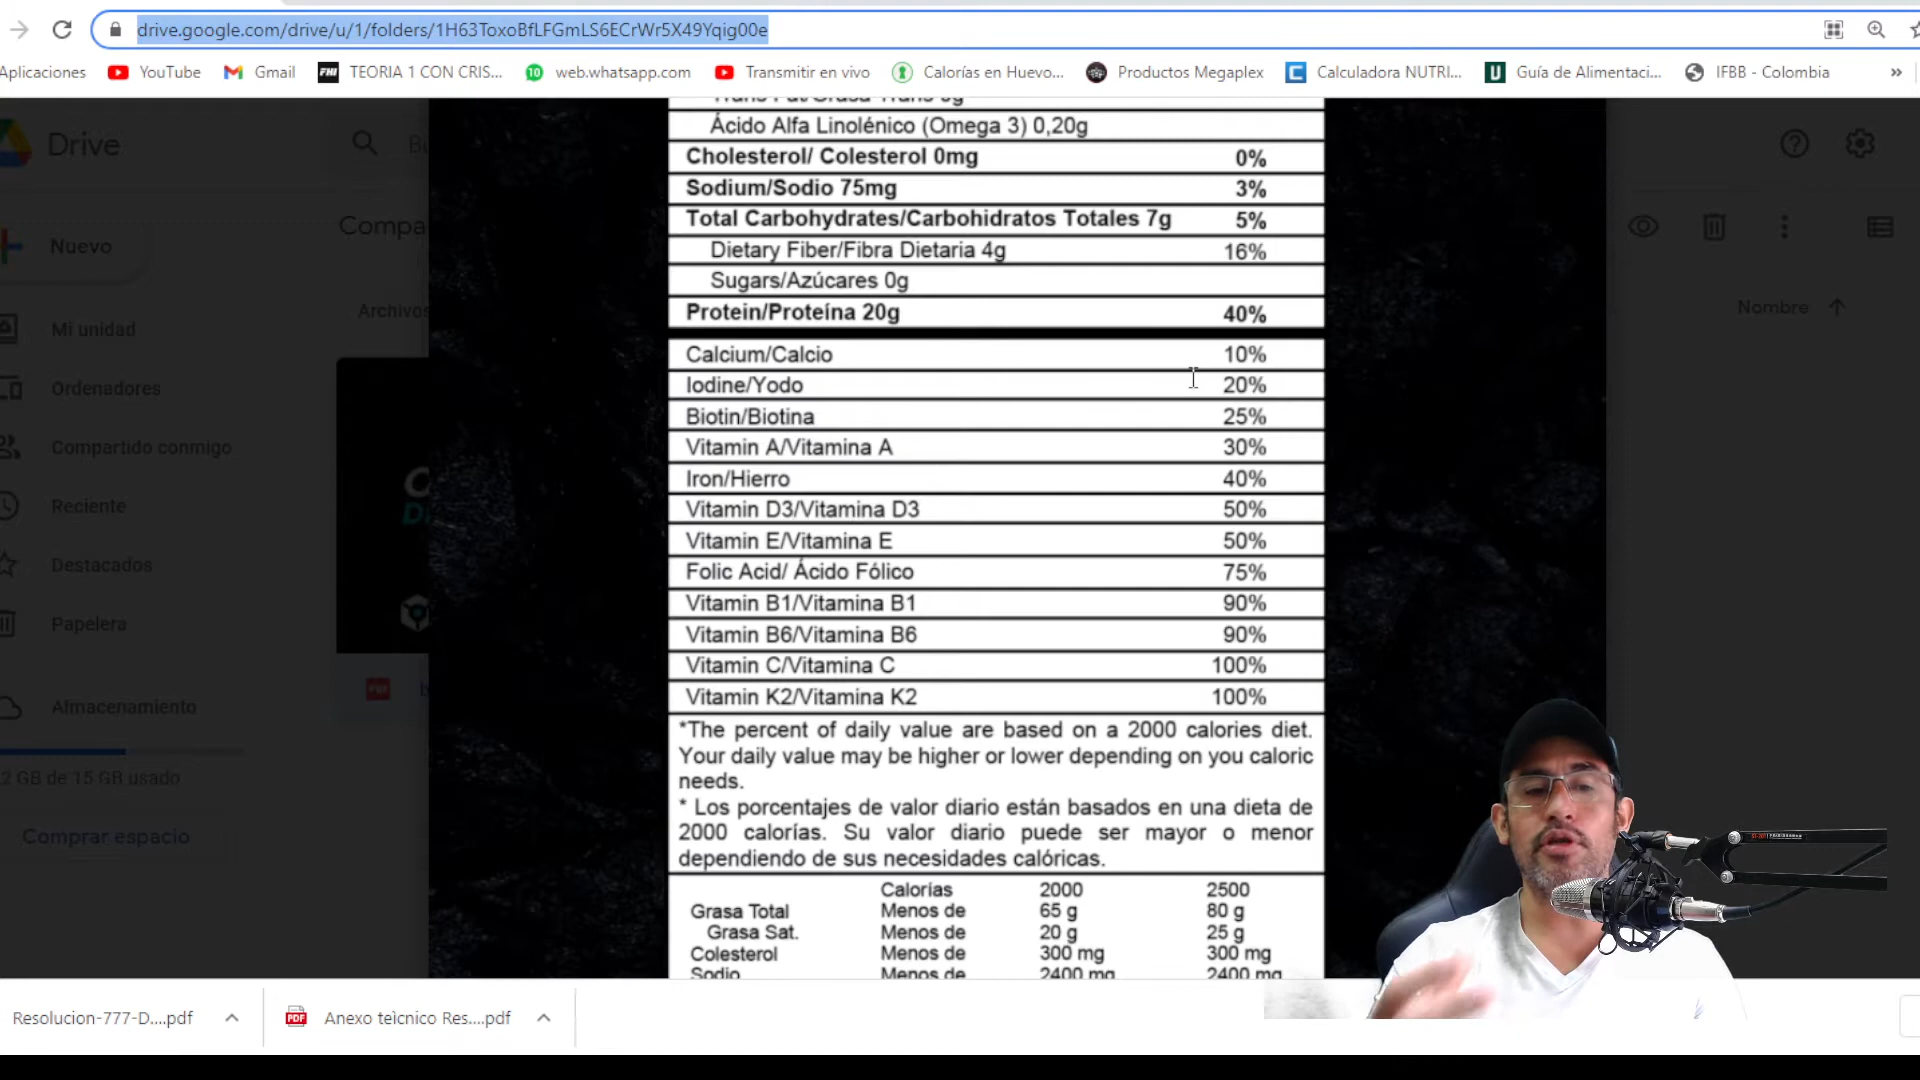 drive.google.com/drive/u/1/folders/1H63ToxoBfLFGmLS6ECrWr5X49Yqig00e
Aplicaciones YouTube Gmail FHI TEORIA 1 CON CRIS... 10 web.whatsapp.com Transmitir en vivo Calorías en Huevo... Productos Megaplex Calculadora NUTRI... Guía de Alimentaci... IFBB - Colombia »
Drive
Nuevo
Mi unidad
Ordenadores
Compartido conmigo
Reciente
Destacados
Papelera
Almacenamiento
2 GB de 15 GB usado
Comprar espacio
Compa
Archivos
Nombre
Ácido Alfa Linolénico (Omega 3) 0,20g
Cholesterol/ Colesterol 0mg 0%
Sodium/Sodio 75mg 3%
Total Carbohydrates/Carbohidratos Totales 7g 5%
Dietary Fiber/Fibra Dietaria 4g 16%
Sugars/Azúcares 0g
Protein/Proteína 20g 40%
Calcium/Calcio 10%
Iodine/Yodo 20%
Biotin/Biotina 25%
Vitamin A/Vitamina A 30%
Iron/Hierro 40%
Vitamin D3/Vitamina D3 50%
Vitamin E/Vitamina E 50%
Folic Acid/ Ácido Fólico 75%
Vitamin B1/Vitamina B1 90%
Vitamin B6/Vitamina B6 90%
Vitamin C/Vitamina C 100%
Vitamin K2/Vitamina K2 100%
*The percent of daily value are based on a 2000 calories diet.
Your daily value may be higher or lower depending on you caloric
needs.
* Los porcentajes de valor diario están basados en una dieta de
2000 calorías. Su valor diario puede ser mayor o menor
dependiendo de sus necesidades calóricas.
Calorías 2000 2500
Grasa Total Menos de 65 g 80 g
Grasa Sat. Menos de 20 g 25 g
Colesterol Menos de 300 mg 300 mg
Sodio Menos de 2400 mg 2400 mg
Resolucion-777-D....pdf
Anexo teìcnico Res....pdf